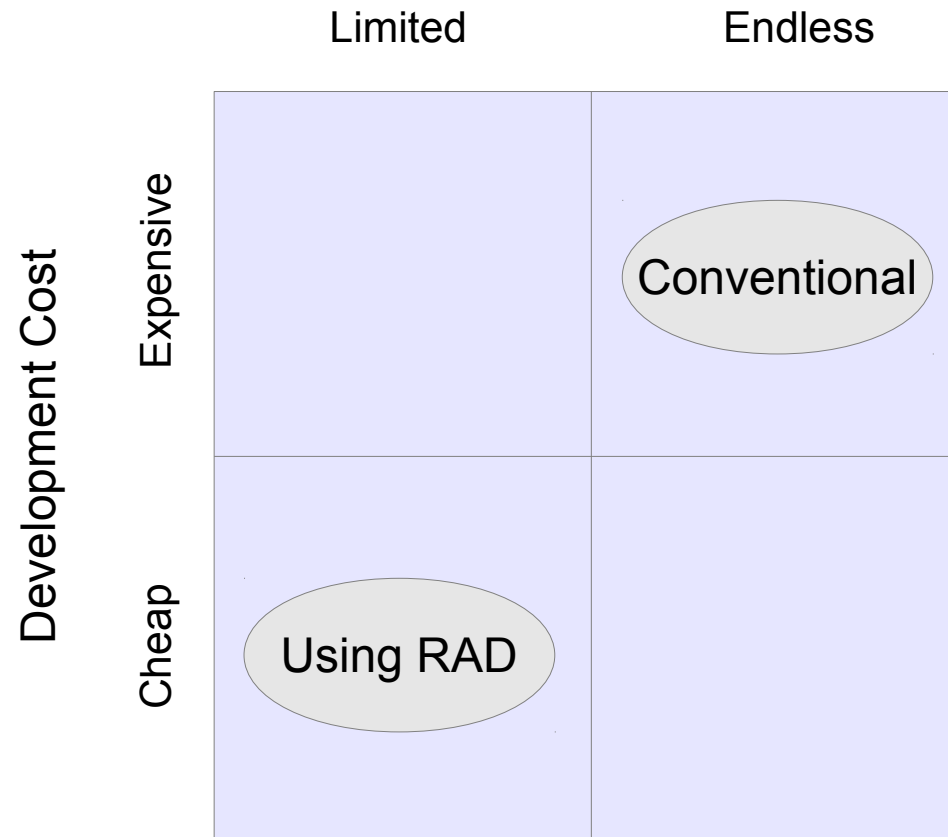 Limited
Endless
Development Cost
Expensive
Conventional
Cheap
Using RAD